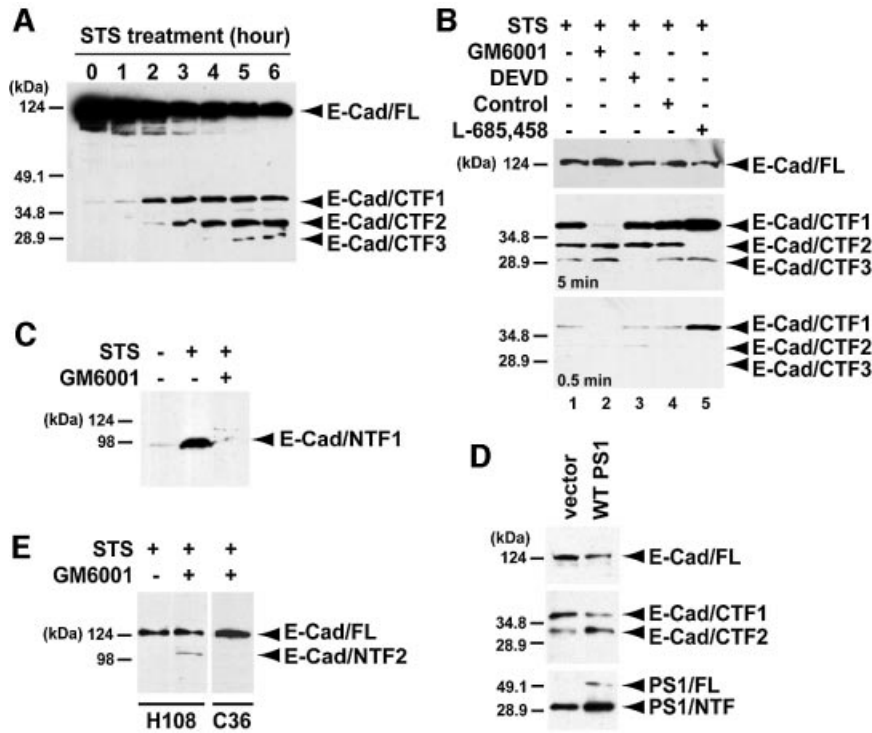 A
STS treatment (hour)
0 1 2 3 4 5 6
(kDa)
124
49.1
34.8
28.9
E-Cad/FL
E-Cad/CTF1
E-Cad/CTF2
E-Cad/CTF3
B
STS + + + + +
GM6001 - + - - -
DEVD - - + - -
Control - - - + -
L-685,458 - - - - +
(kDa) 124
E-Cad/FL
34.8
28.9
5 min
E-Cad/CTF1
E-Cad/CTF2
E-Cad/CTF3
34.8
28.9
0.5 min
E-Cad/CTF1
E-Cad/CTF2
E-Cad/CTF3
1 2 3 4 5
C
STS - + +
GM6001 - - +
(kDa) 124
98
E-Cad/NTF1
D
vector
WT PS1
(kDa)
124
E-Cad/FL
34.8
28.9
E-Cad/CTF1
E-Cad/CTF2
49.1
28.9
PS1/FL
PS1/NTF
E
STS + + +
GM6001 - + +
(kDa) 124
98
E-Cad/FL
E-Cad/NTF2
H108 C36